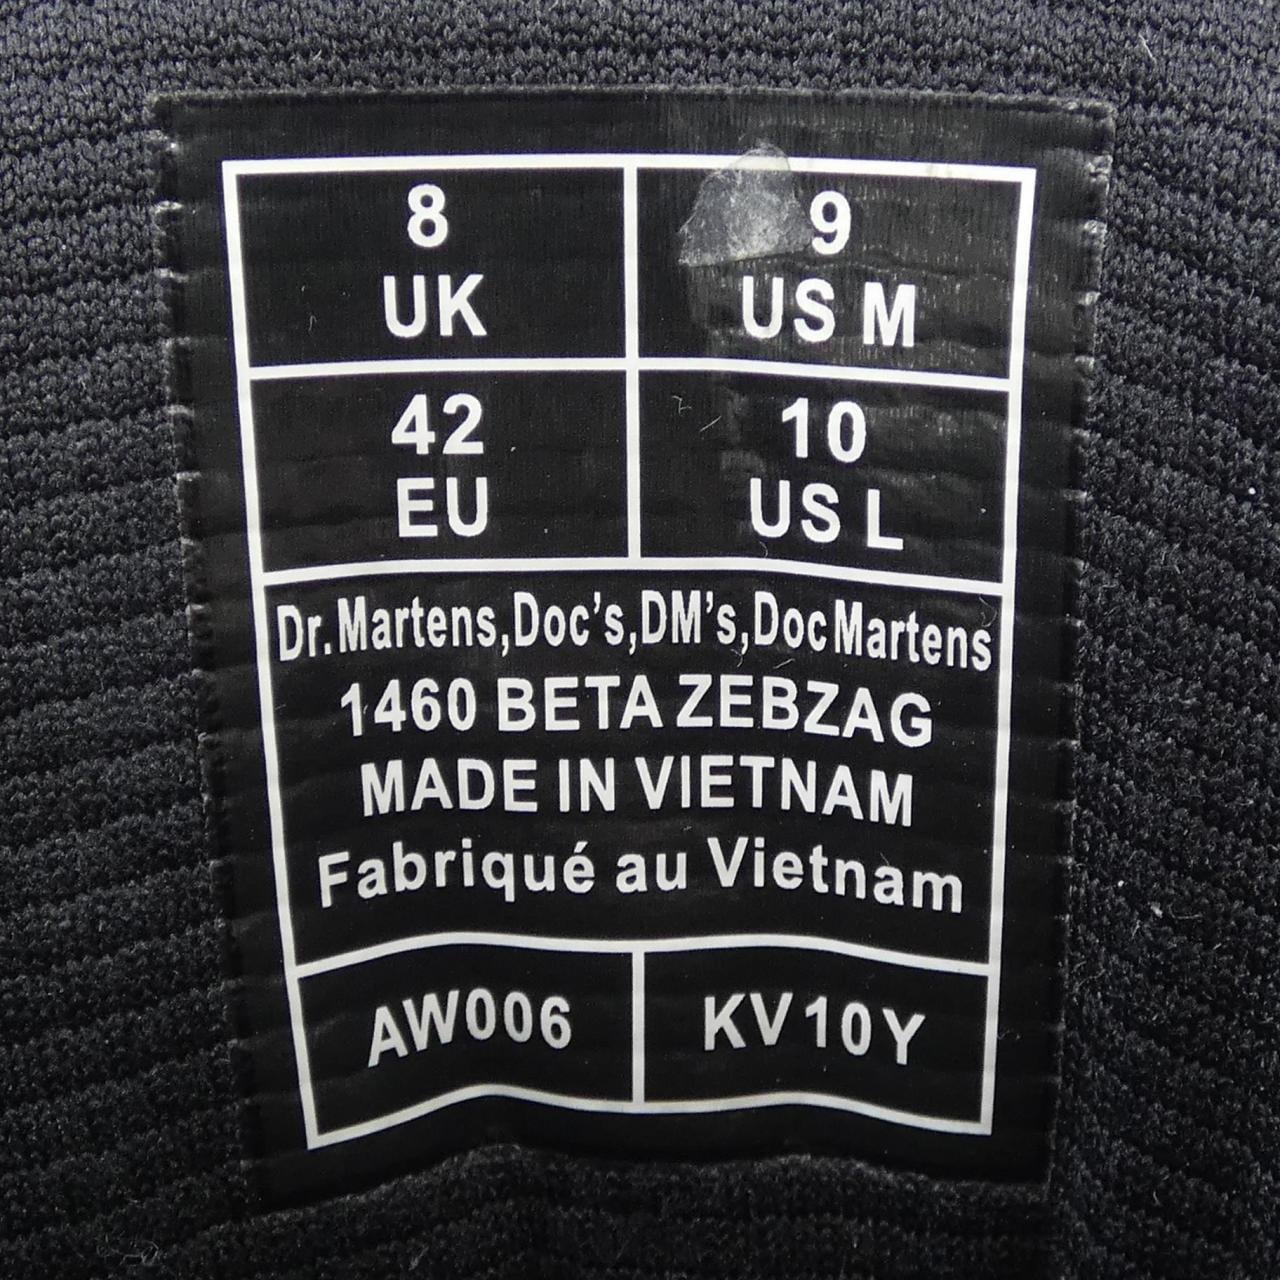 8
UK
9
US M
42
EU
10
US L
Dr. Martens, Doc's, DM's, Doc Martens
1460 BETA ZEBZAG
MADE IN VIETNAM
Fabriqué au Vietnam
AW006
KV10Y